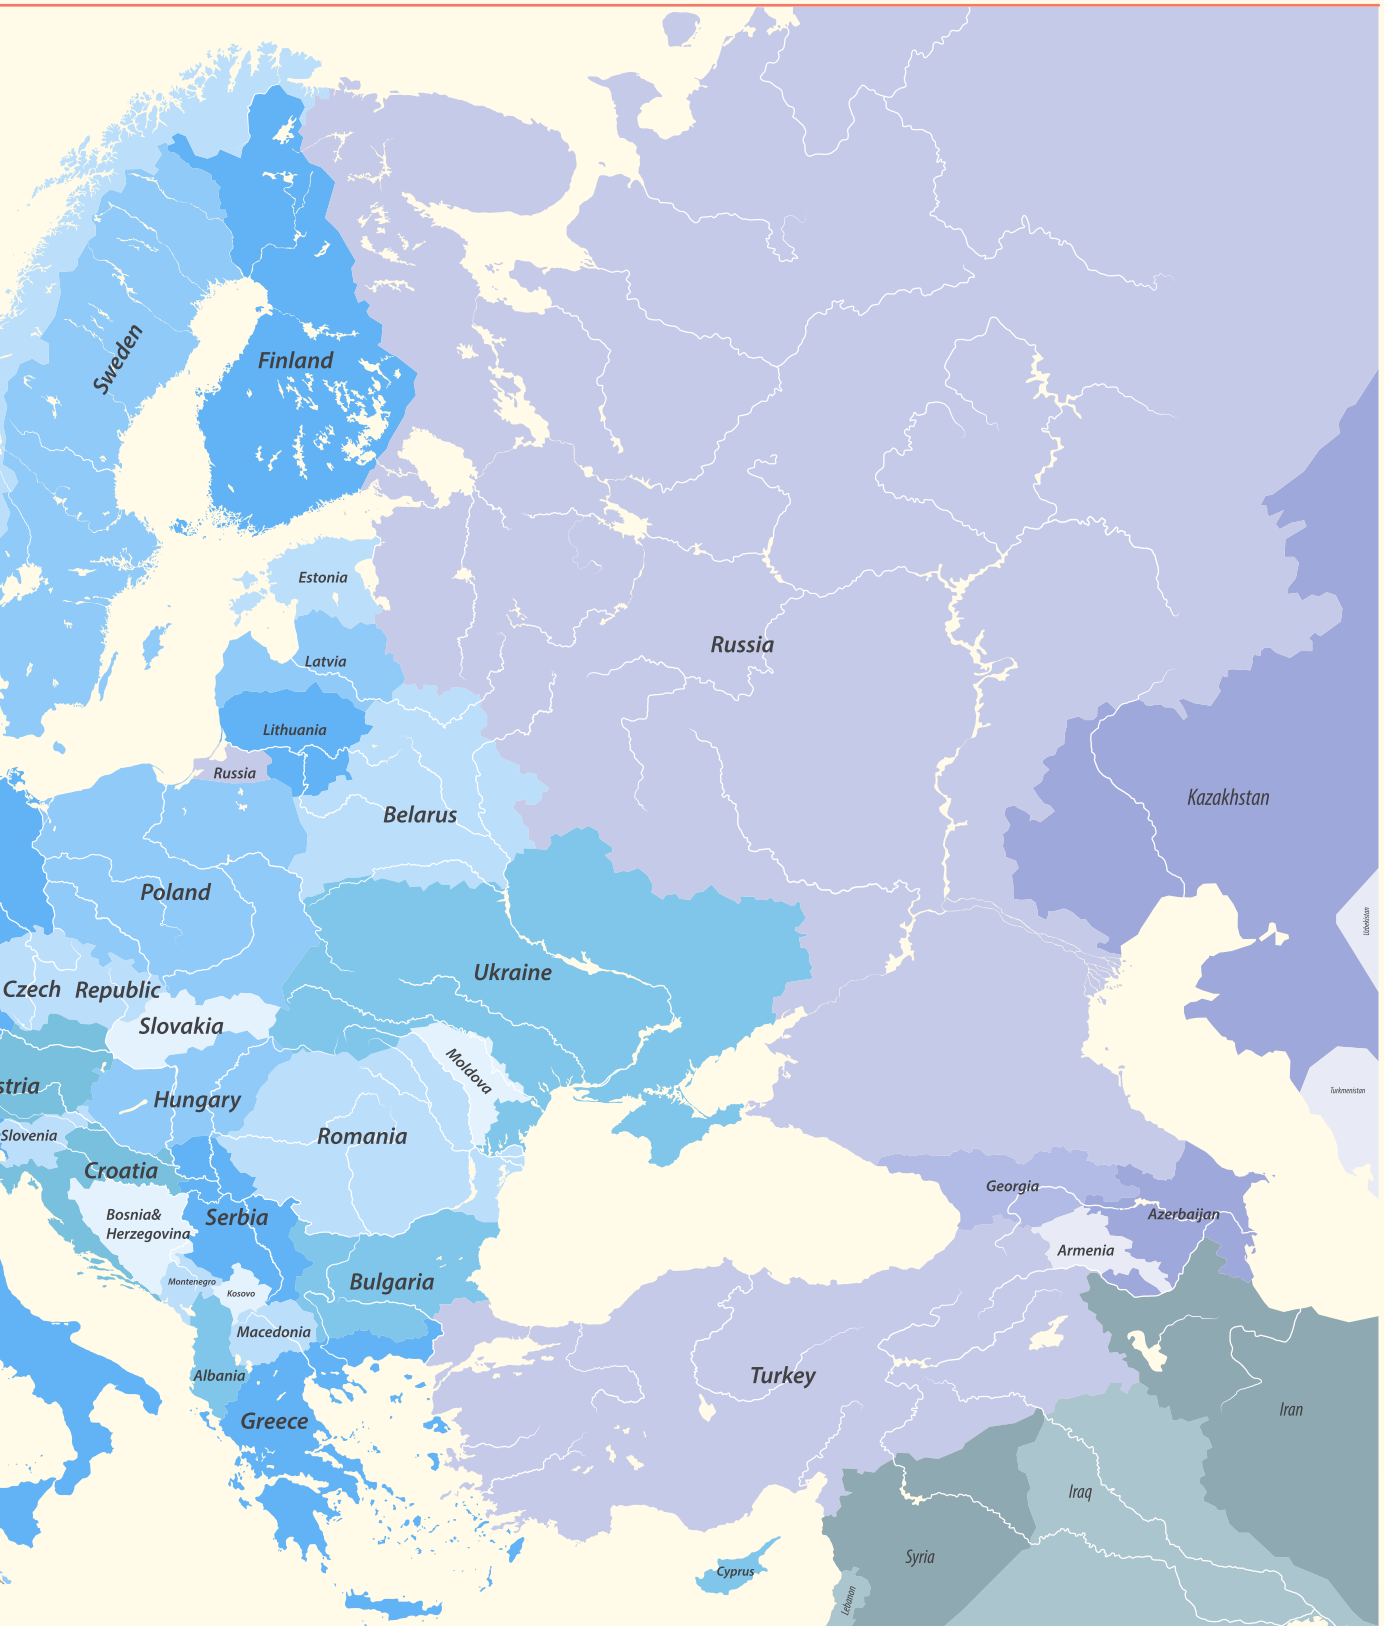 Sweden
Finland
Estonia
Russia
Latvia
Lithuania
Russia
Kazakhstan
Belarus
Poland
Uzbekistan
Ukraine
Czech Republic
Slovakia
Moldova
stria
Turkmenistan
Hungary
Slovenia
Romania
Croatia
Georgia
Bosnia&
Herzegovina
Serbia
Azerbaijan
Armenia
Montenegro
Bulgaria
Kosovo
Macedonia
Albania
Turkey
Iran
Greece
Iraq
Syria
Cyprus
Lebanan